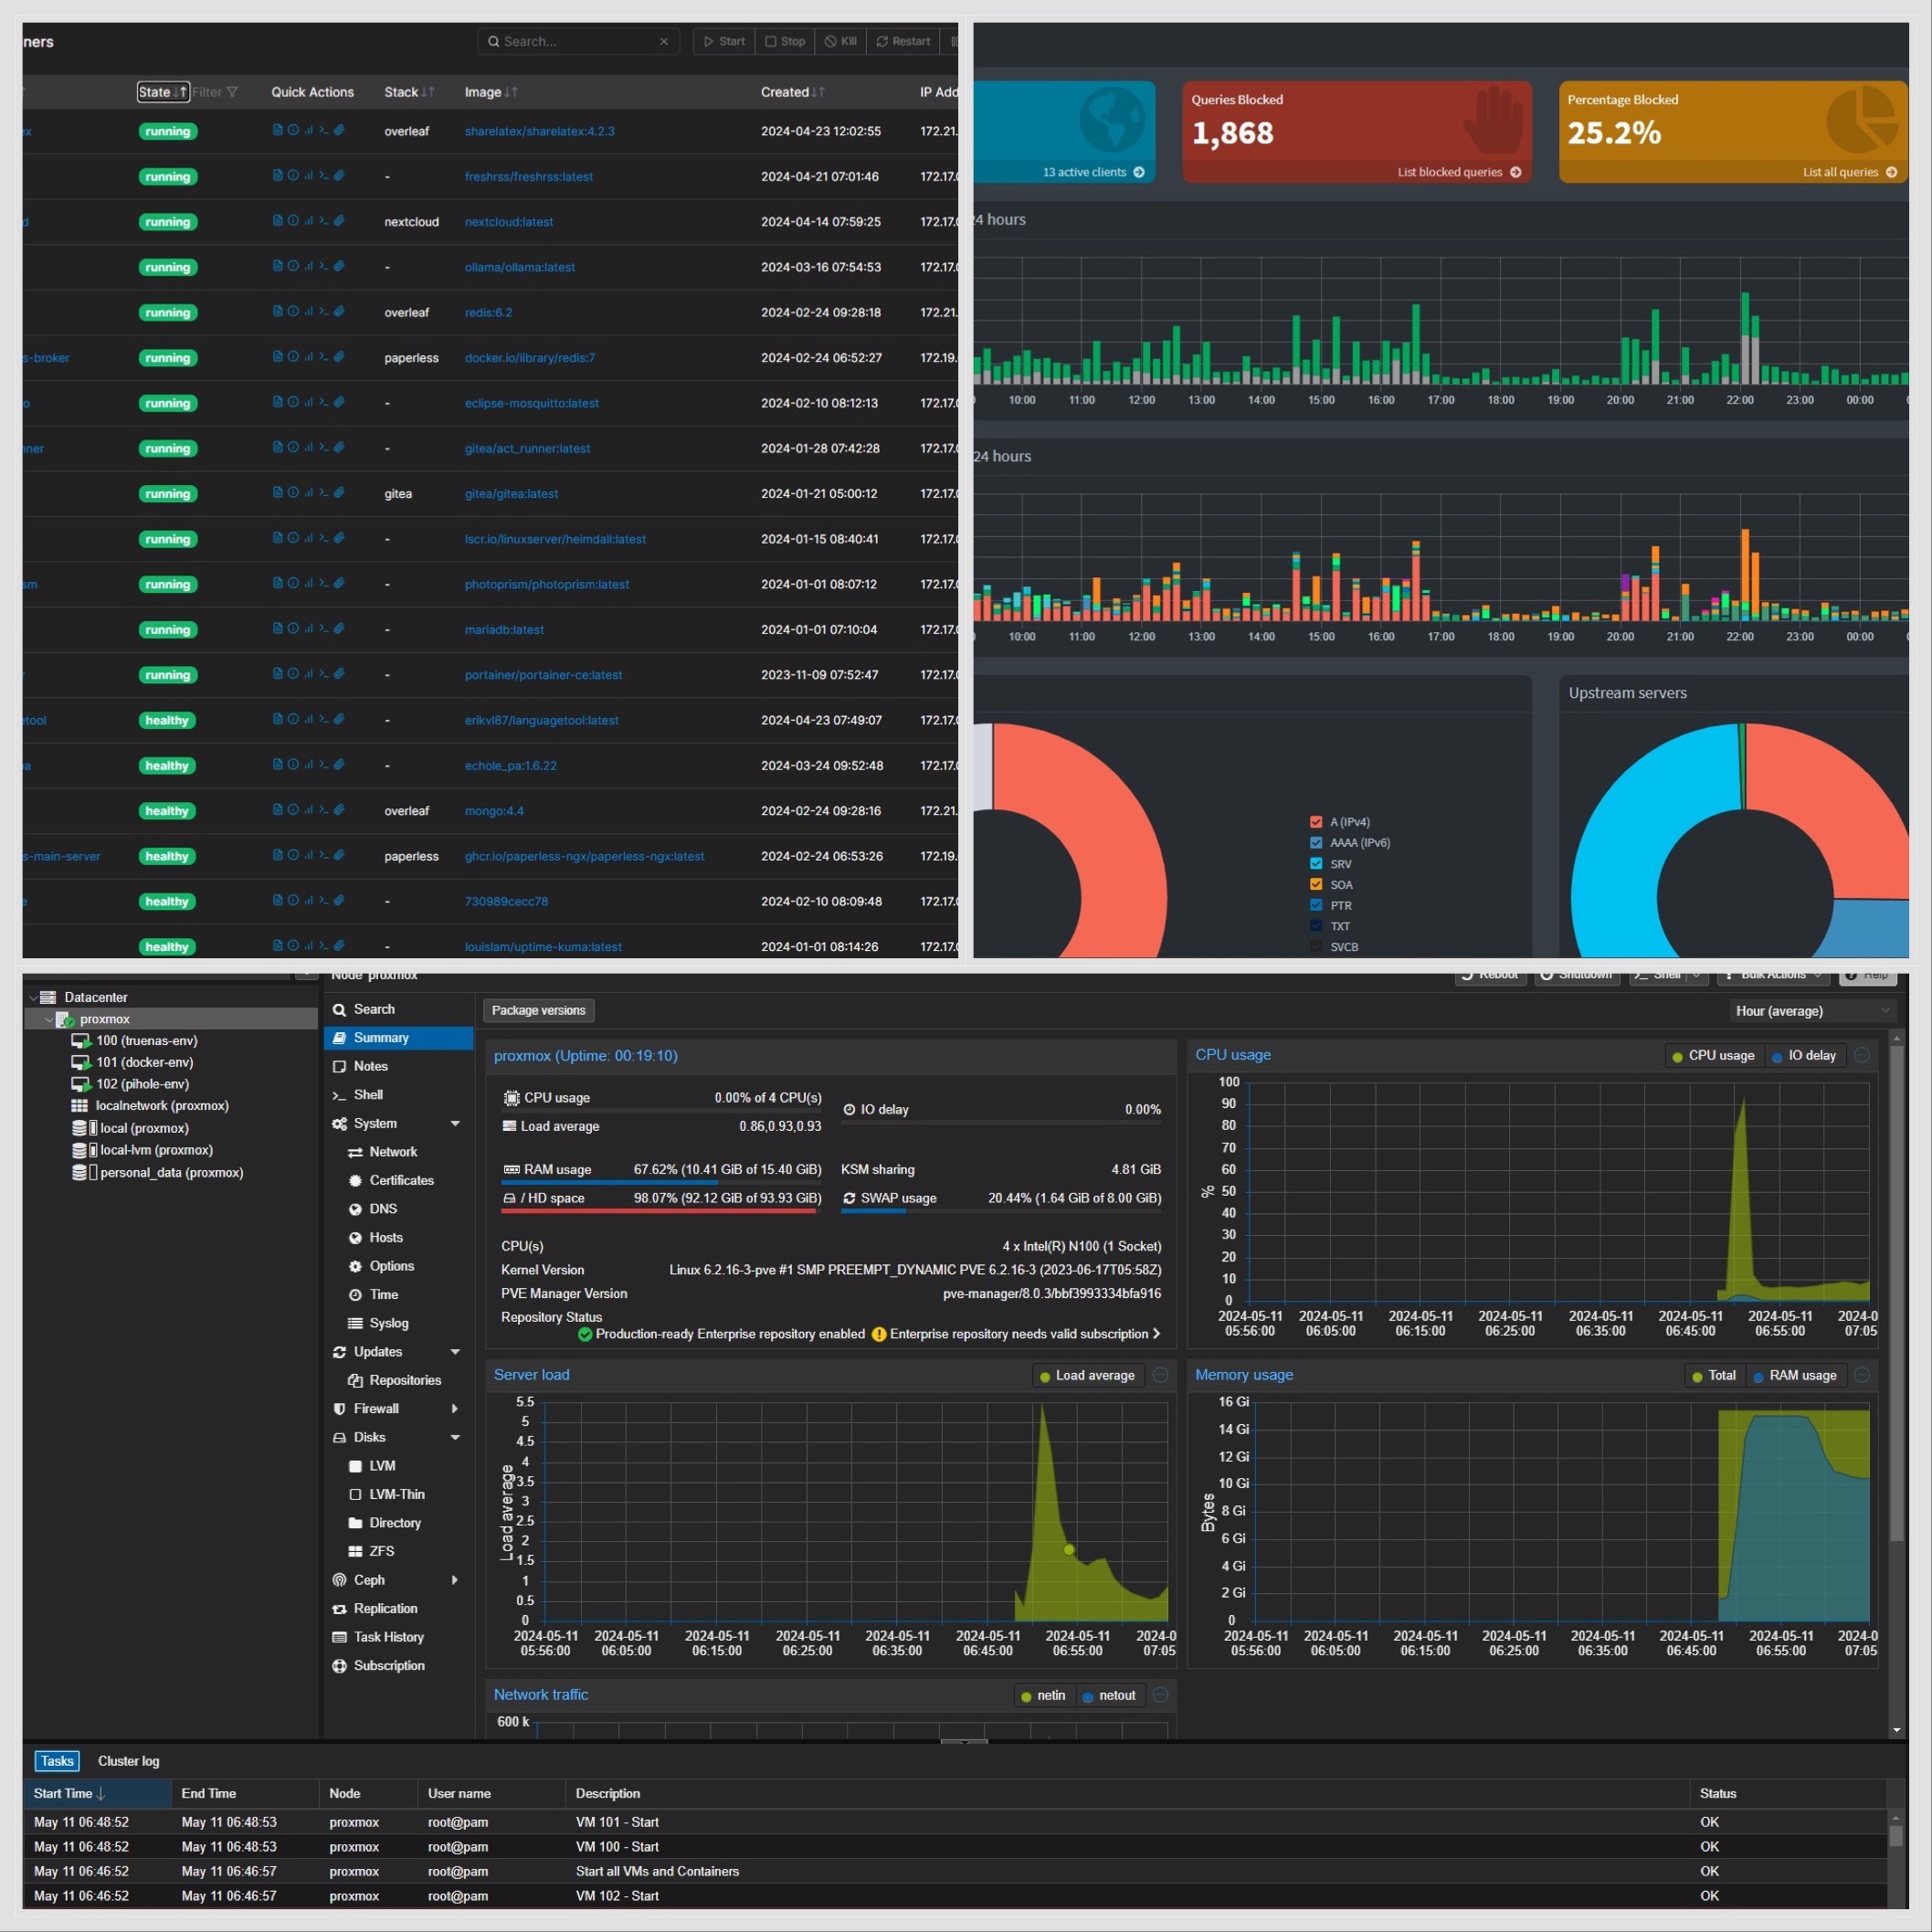 ners Search... Start Stop Kill Restart
State Filter Quick Actions Stack Image Created IP Add
ex running overleaf sharelatex/sharelatex:4.2.3 2024-04-23 12:02:55 172.21.
running - freshrss/freshrss:latest 2024-04-21 07:01:46 172.17.0
d running nextcloud nextcloud:latest 2024-04-14 07:59:25 172.17.0
running - ollama/ollama:latest 2024-03-16 07:54:53 172.17.0
running overleaf redis:6.2 2024-02-24 09:28:18 172.21.
s-broker running paperless docker.io/library/redis:7 2024-02-24 06:52:27 172.19.
o running - eclipse-mosquitto:latest 2024-02-10 08:12:13 172.17.0
nner running - gitea/act_runner:latest 2024-01-28 07:42:28 172.17.0
running gitea gitea/gitea:latest 2024-01-21 05:00:12 172.17.0
running - lscr.io/linuxserver/heimdall:latest 2024-01-15 08:40:41 172.17.0
sm running - photoprism/photoprism:latest 2024-01-01 08:07:12 172.17.0
running - mariadb:latest 2024-01-01 07:10:04 172.17.0
running - portainer/portainer-ce:latest 2023-11-09 07:52:47 172.17.0
etool healthy - erikvl87/languagetool:latest 2024-04-23 07:49:07 172.17.0
a healthy - echole_pa:1.6.22 2024-03-24 09:52:48 172.17.0
healthy overleaf mongo:4.4 2024-02-24 09:28:16 172.21.
s-main-server healthy paperless ghcr.io/paperless-ngx/paperless-ngx:latest 2024-02-24 06:53:26 172.19.
e healthy - 730989cecc78 2024-02-10 08:09:48 172.17.0
healthy - louislam/uptime-kuma:latest 2024-01-01 08:14:26 172.17.0
Queries Blocked
1,868
Percentage Blocked
25.2%
13 active clients
List blocked queries
List all queries
24 hours
10:00 11:00 12:00 13:00 14:00 15:00 16:00 17:00 18:00 19:00 20:00 21:00 22:00 23:00 00:00
24 hours
10:00 11:00 12:00 13:00 14:00 15:00 16:00 17:00 18:00 19:00 20:00 21:00 22:00 23:00 00:00
Upstream servers
A (IPv4)
AAAA (IPv6)
SRV
SOA
PTR
TXT
SVCB
Node 'proxmox' Reboot Shutdown Shell Bulk Actions Help
Datacenter
proxmox
100 (truenas-env)
101 (docker-env)
102 (pihole-env)
localnetwork (proxmox)
local (proxmox)
local-lvm (proxmox)
personal_data (proxmox)
Search
Summary
Notes
Shell
System
Network
Certificates
DNS
Hosts
Options
Time
Syslog
Updates
Repositories
Firewall
Disks
LVM
LVM-Thin
Directory
ZFS
Ceph
Replication
Task History
Subscription
Package versions
Hour (average)
proxmox (Uptime: 00:19:10)
CPU usage 0.00% of 4 CPU(s)
IO delay 0.00%
Load average 0.86,0.93,0.93
RAM usage 67.62% (10.41 GiB of 15.40 GiB)
KSM sharing 4.81 GiB
/ HD space 98.07% (92.12 GiB of 93.93 GiB)
SWAP usage 20.44% (1.64 GiB of 8.00 GiB)
CPU(s) 4 x Intel(R) N100 (1 Socket)
Kernel Version Linux 6.2.16-3-pve #1 SMP PREEMPT_DYNAMIC PVE 6.2.16-3 (2023-06-17T05:58Z)
PVE Manager Version pve-manager/8.0.3/bbf3993334bfa916
Repository Status
Production-ready Enterprise repository enabled Enterprise repository needs valid subscription
CPU usage
CPU usage IO delay
100
90
80
70
60
50
40
30
20
10
0
%
2024-05-11 2024-05-11 2024-05-11 2024-05-11 2024-05-11 2024-05-11 2024-05-11 2024-0
05:56:00 06:05:00 06:15:00 06:25:00 06:35:00 06:45:00 06:55:00 07:05
Server load
Load average
5.5
5
4.5
4
3.5
3
2.5
2
1.5
1
0.5
0
Load average
2024-05-11 2024-05-11 2024-05-11 2024-05-11 2024-05-11 2024-05-11 2024-05-11 2024-0
05:56:00 06:05:00 06:15:00 06:25:00 06:35:00 06:45:00 06:55:00 07:05
Memory usage
Total RAM usage
16 Gi
14 Gi
12 Gi
10 Gi
8 Gi
6 Gi
4 Gi
2 Gi
0
Bytes
2024-05-11 2024-05-11 2024-05-11 2024-05-11 2024-05-11 2024-05-11 2024-05-11 2024-0
05:56:00 06:05:00 06:15:00 06:25:00 06:35:00 06:45:00 06:55:00 07:05
Network traffic
netin netout
600 k
Tasks Cluster log
Start Time End Time Node User name Description Status
May 11 06:48:52 May 11 06:48:53 proxmox root@pam VM 101 - Start OK
May 11 06:48:52 May 11 06:48:53 proxmox root@pam VM 100 - Start OK
May 11 06:46:52 May 11 06:46:57 proxmox root@pam Start all VMs and Containers OK
May 11 06:46:52 May 11 06:46:57 proxmox root@pam VM 102 - Start OK